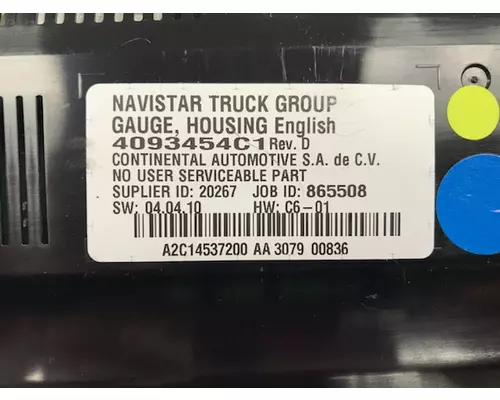 NAVISTAR TRUCK GROUP
GAUGE, HOUSING English
4093454C1 Rev. D
CONTINENTAL AUTOMOTIVE S.A. de C.V.
NO USER SERVICEABLE PART
SUPLIER ID: 20267 JOB ID: 865508
SW: 04.04.10 HW: C6-01
A2C14537200 AA 3079 00836